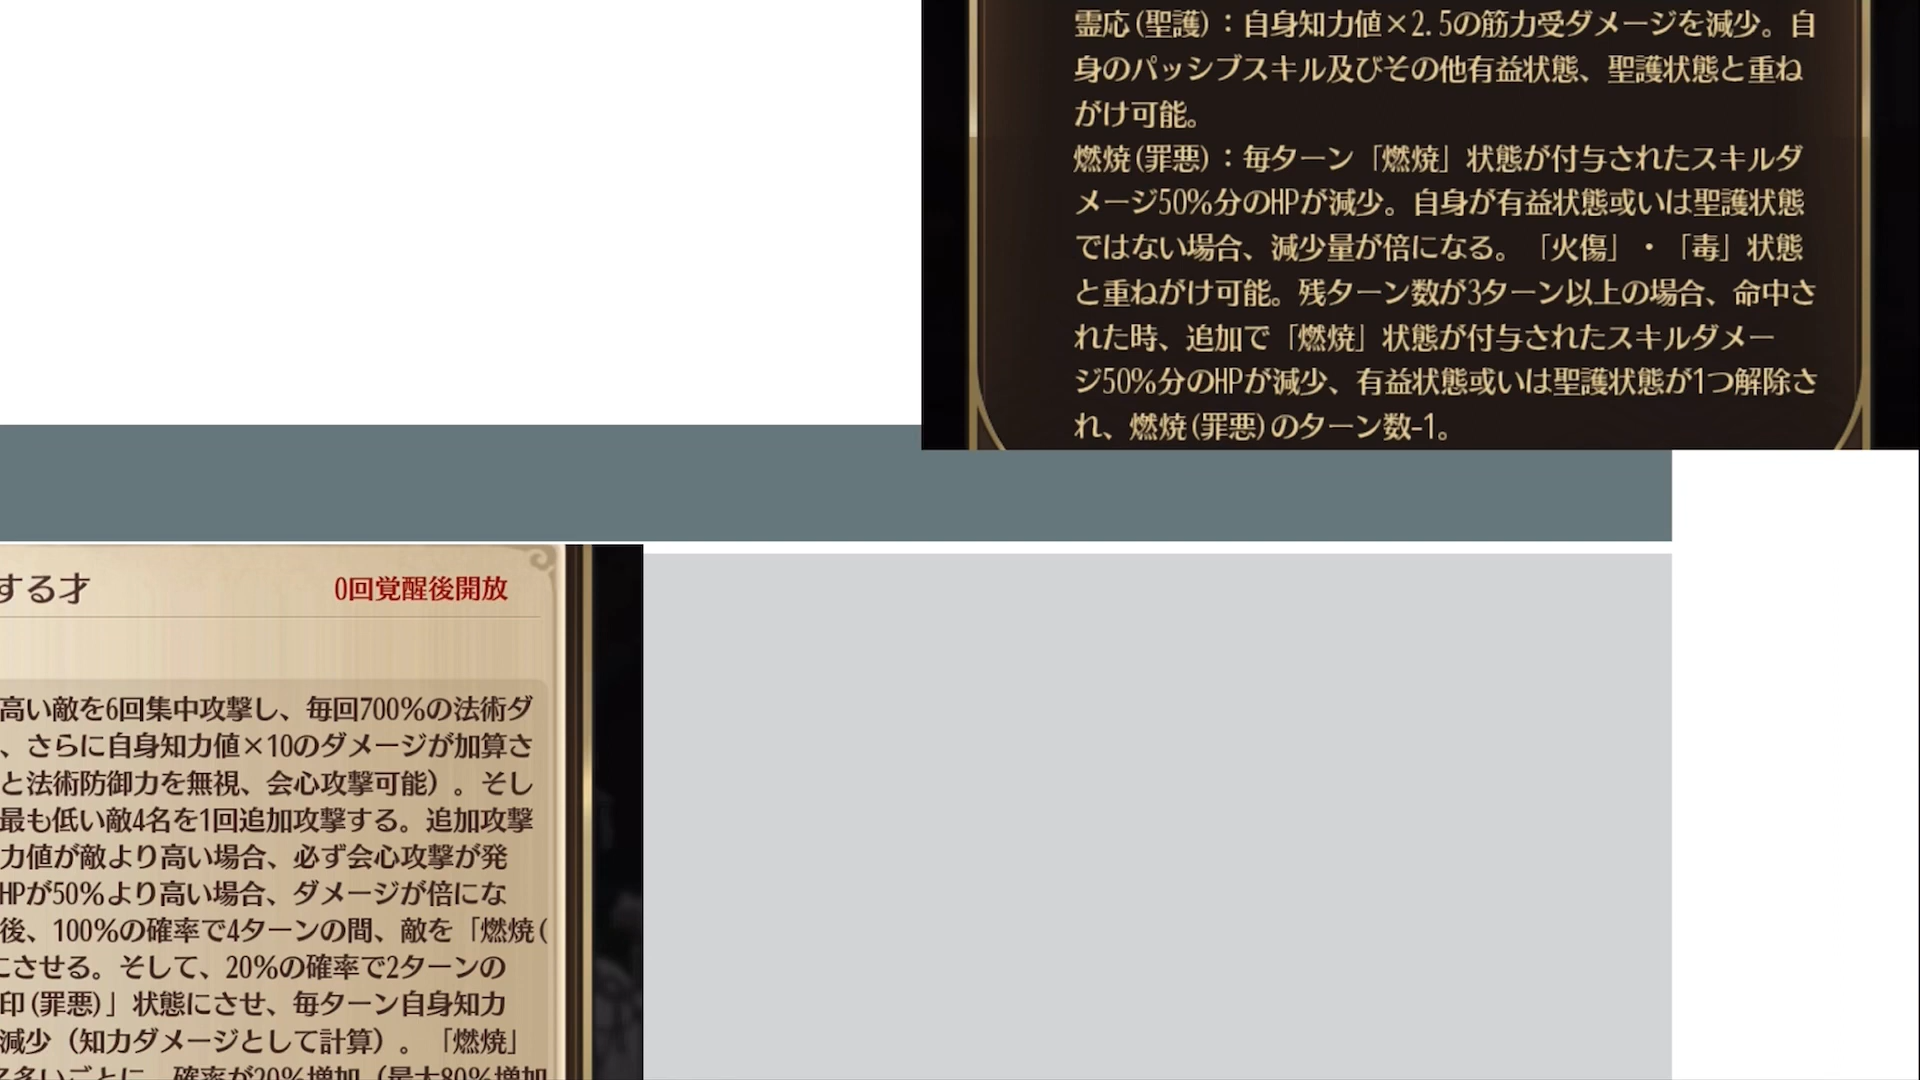 霊応(聖護)：自身知力値×2.5の筋力受ダメージを減少。自
身のパッシブスキル及びその他有益状態、聖護状態と重ね
がけ可能。
燃焼(罪悪)：毎ターン「燃焼」状態が付与されたスキルダ
メージ50%分のHPが減少。自身が有益状態或いは聖護状態
ではない場合、減少量が倍になる。「火傷」・「毒」状態
と重ねがけ可能。残ターン数が3ターン以上の場合、命中さ
れた時、追加で「燃焼」状態が付与されたスキルダメー
ジ50%分のHPが減少、有益状態或いは聖護状態が1つ解除さ
れ、燃焼(罪悪)のターン数-1。
する才
0回覚醒後開放
高い敵を6回集中攻撃し、毎回700%の法術ダ
、さらに自身知力値×10のダメージが加算さ
と法術防御力を無視、会心攻撃可能）。そし
最も低い敵4名を1回追加攻撃する。追加攻撃
力値が敵より高い場合、必ず会心攻撃が発
HPが50%より高い場合、ダメージが倍にな
後、100%の確率で4ターンの間、敵を「燃焼(
にさせる。そして、20%の確率で2ターンの
印(罪悪)」状態にさせ、毎ターン自身知力
減少（知力ダメージとして計算）。「燃焼」
多いごとに、確率が20%増加（最大80%増加